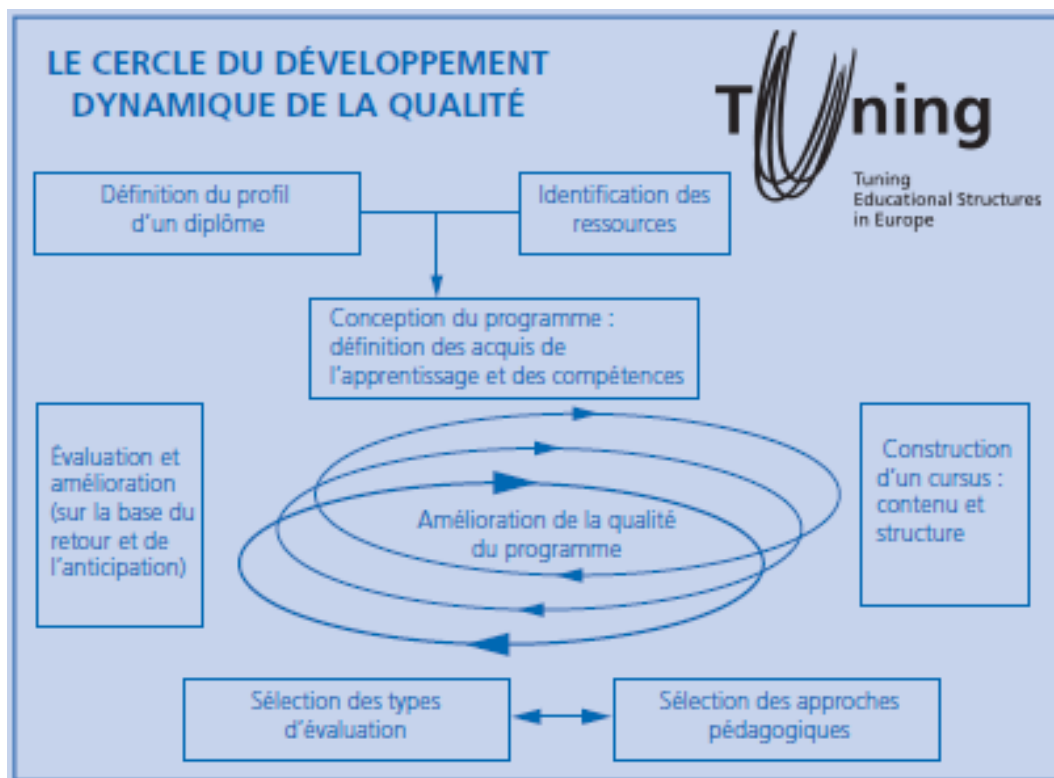 LE CERCLE DU DÉVELOPPEMENT
DYNAMIQUE DE LA QUALITÉ
TUning
Tuning
Educational Structures
in Europe
Définition du profil
d'un diplôme
Identification des
ressources
Conception du programme :
définition des acquis de
l'apprentissage et des compétences
Évaluation et
amélioration
(sur la base du
retour et de
l'anticipation)
Amélioration de la qualité
du programme
Construction
d'un cursus :
contenu et
structure
Sélection des types
d'évaluation
Sélection des approches
pédagogiques